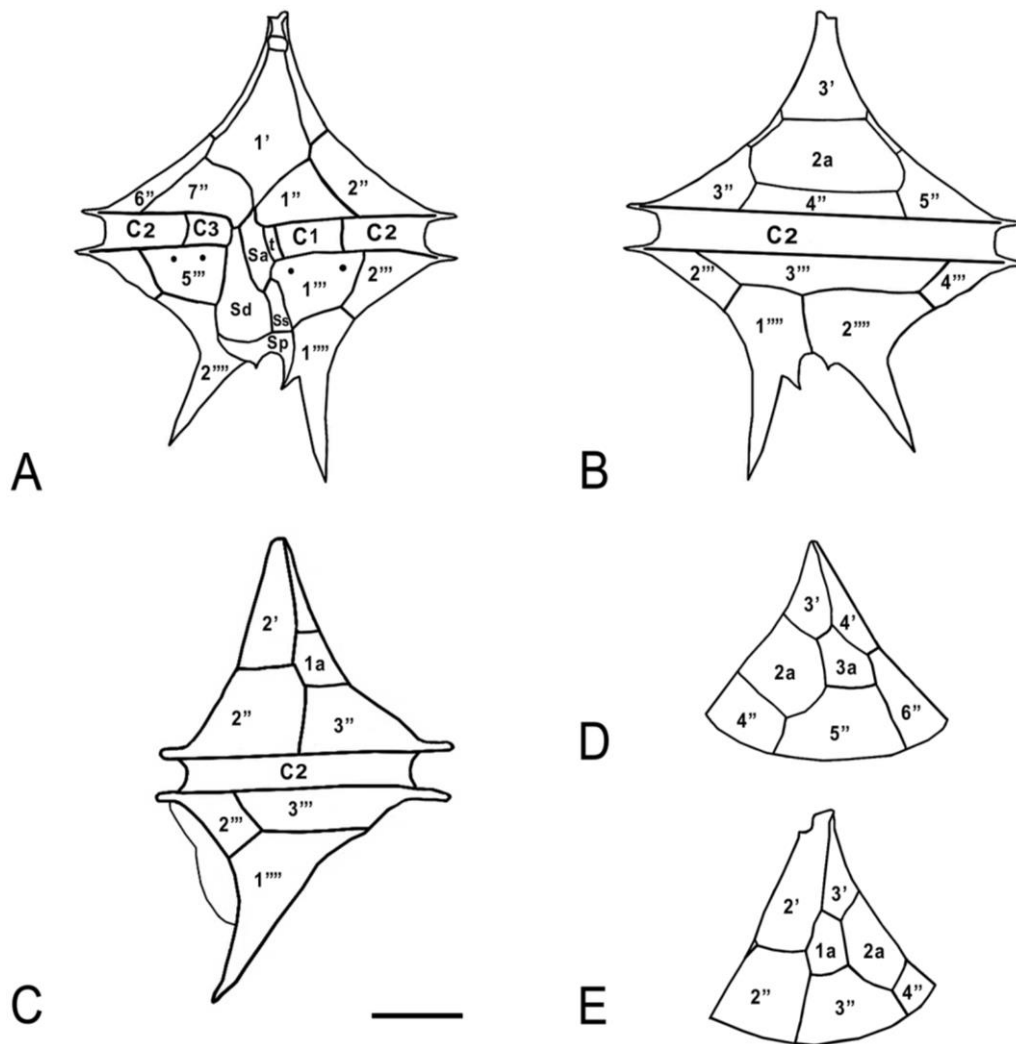 1’
6’’ 7’’ 1’’ 2’’
C2 C3 Sa t C1 C2
5’’’ 1’’’ 2’’’
Sd Ss
Sp 1’’’’
2’’’’
A
3’
2a
3’’ 4’’ 5’’
C2
2’’’ 3’’’ 4’’’
1’’’’ 2’’’’
B
2’
1a
2’’ 3’’
C2
2’’’ 3’’’
1’’’’
C
3’ 4’
2a 3a
4’’ 5’’ 6’’
D
2’ 3’
1a 2a
2’’ 3’’ 4’’
E